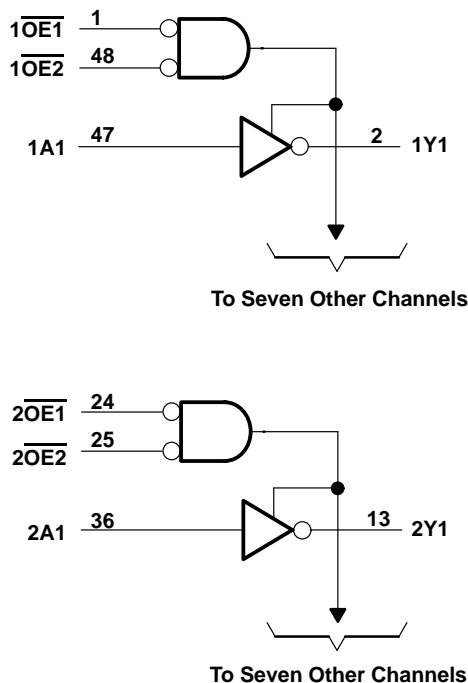 1OE1 1
1OE2 48
1A1 47 2 1Y1
To Seven Other Channels
2OE1 24
2OE2 25
2A1 36 13 2Y1
To Seven Other Channels